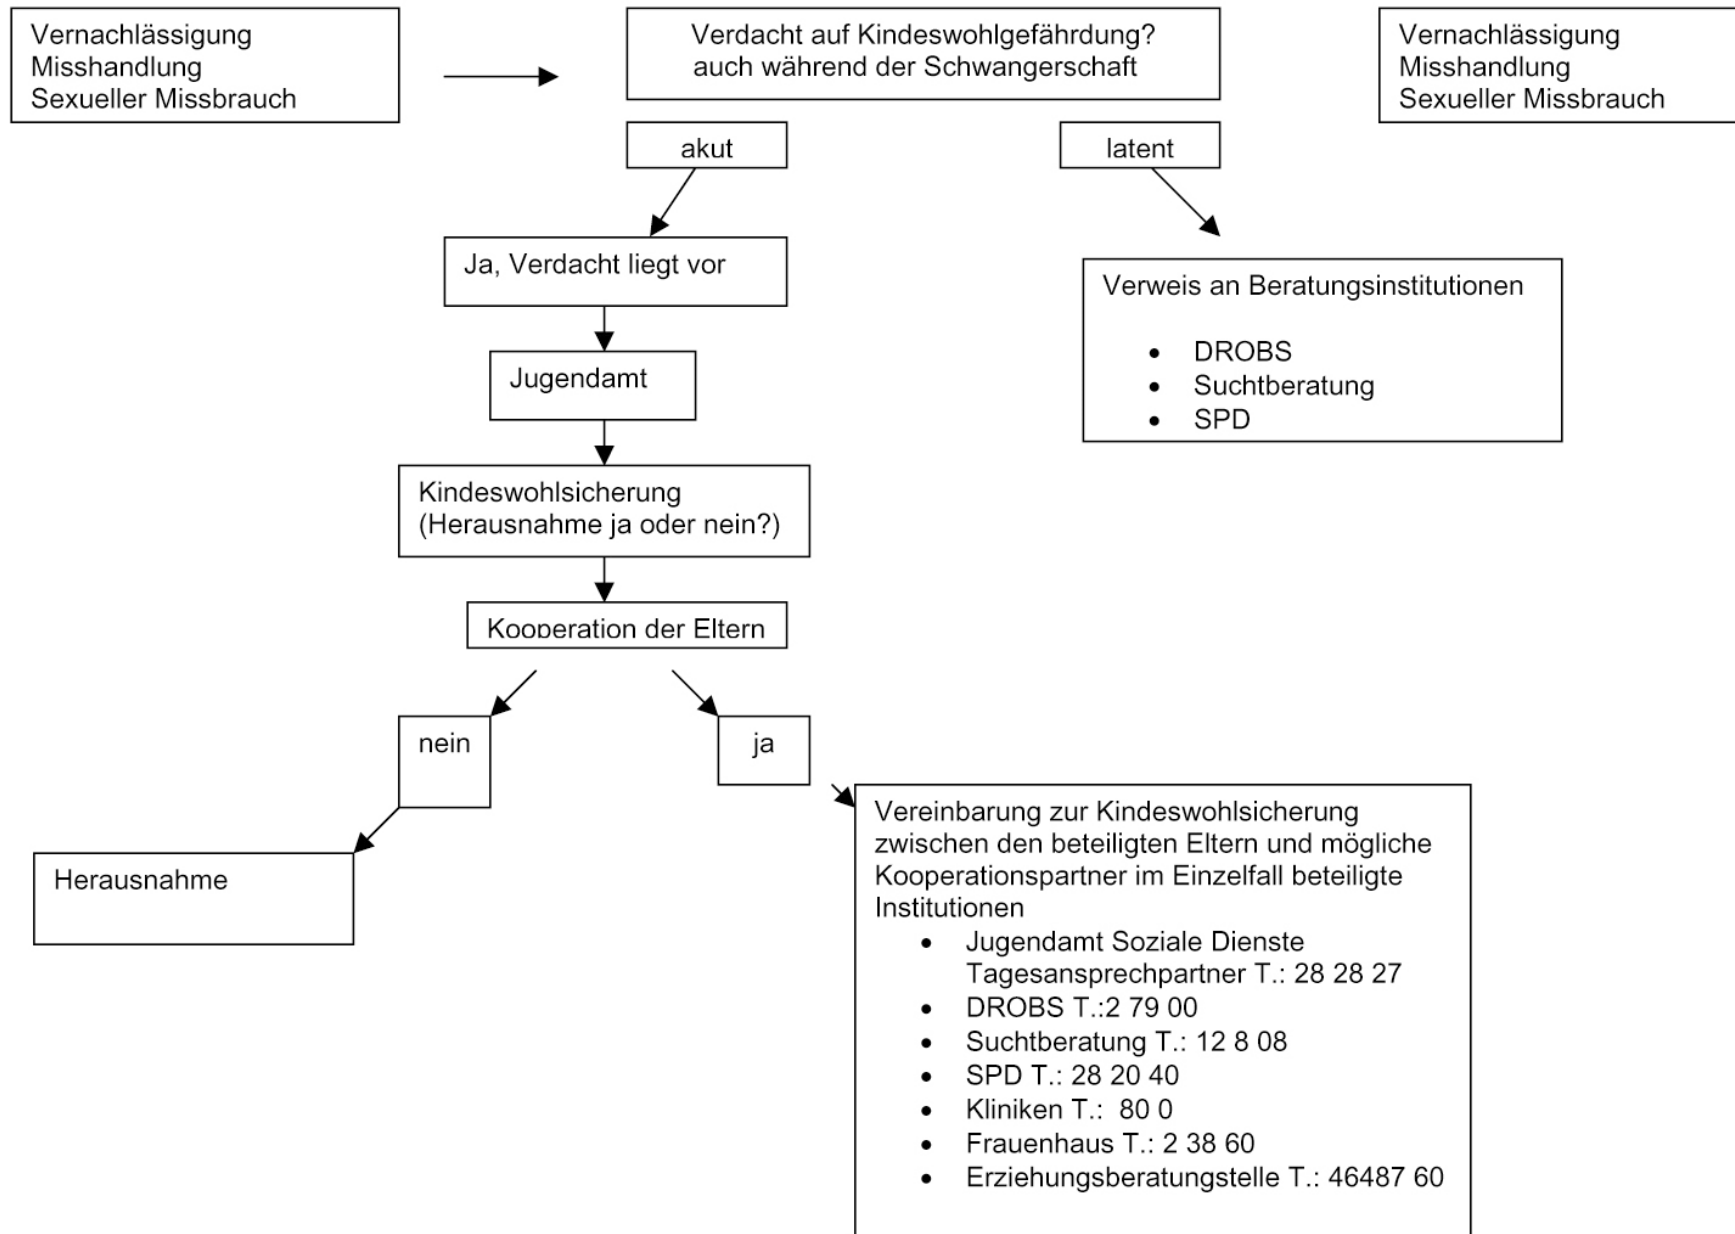 Vernachlässigung
Misshandlung
Sexueller Missbrauch
Verdacht auf Kindeswohlgefährdung?
auch während der Schwangerschaft
Vernachlässigung
Misshandlung
Sexueller Missbrauch
akut
latent
Ja, Verdacht liegt vor
Verweis an Beratungsinstitutionen
• DROBS
• Suchtberatung
• SPD
Jugendamt
Kindeswohlsicherung
(Herausnahme ja oder nein?)
Kooperation der Eltern
nein
ja
Herausnahme
Vereinbarung zur Kindeswohlsicherung
zwischen den beteiligten Eltern und mögliche
Kooperationspartner im Einzelfall beteiligte
Institutionen
• Jugendamt Soziale Dienste
Tagesansprechpartner T.: 28 28 27
• DROBS T.:2 79 00
• Suchtberatung T.: 12 8 08
• SPD T.: 28 20 40
• Kliniken T.:  80 0
• Frauenhaus T.: 2 38 60
• Erziehungsberatungstelle T.: 46487 60